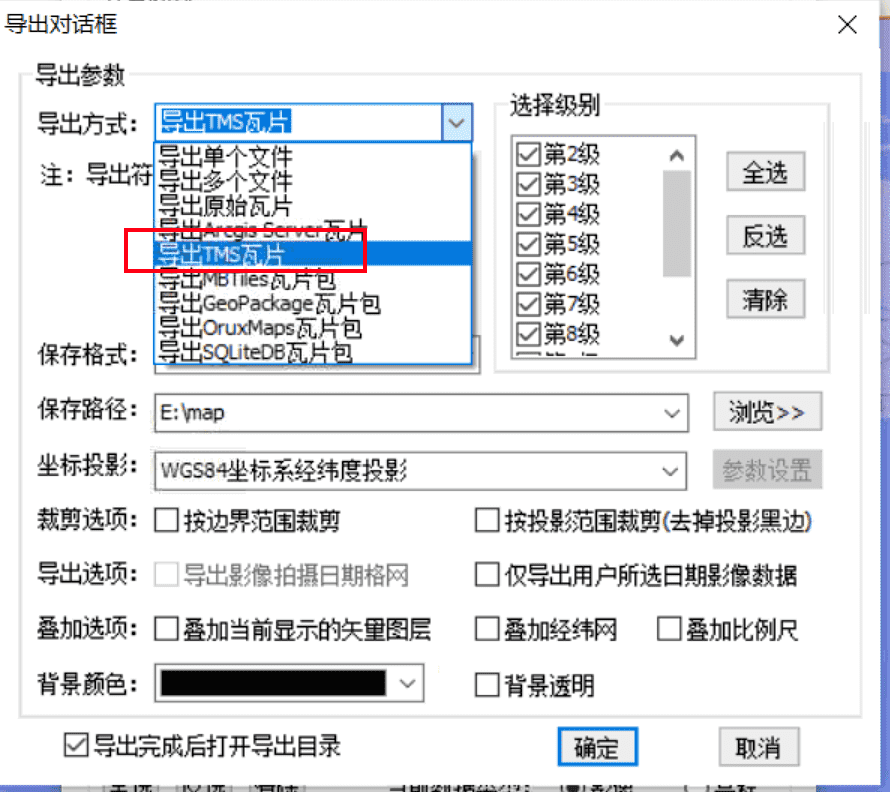 导出对话框
导出参数
导出方式： 导出TMS瓦片
注：导出符
导出单个文件
导出多个文件
导出原始瓦片
导出Arcgis Server瓦片
导出TMS瓦片
导出MBTiles瓦片包
导出GeoPackage瓦片包
导出OruxMaps瓦片包
导出SQLiteDB瓦片包
选择级别
第2级
第3级
第4级
第5级
第6级
第7级
第8级
全选
反选
清除
保存格式：
保存路径： E:\map 浏览>>
坐标投影： WGS84坐标系经纬度投影 参数设置
裁剪选项： 按边界范围裁剪 按投影范围裁剪(去掉投影黑边)
导出选项： 导出影像拍摄日期格网 仅导出用户所选日期影像数据
叠加选项： 叠加当前显示的矢量图层 叠加经纬网 叠加比例尺
背景颜色： 背景透明
导出完成后打开导出目录 确定 取消